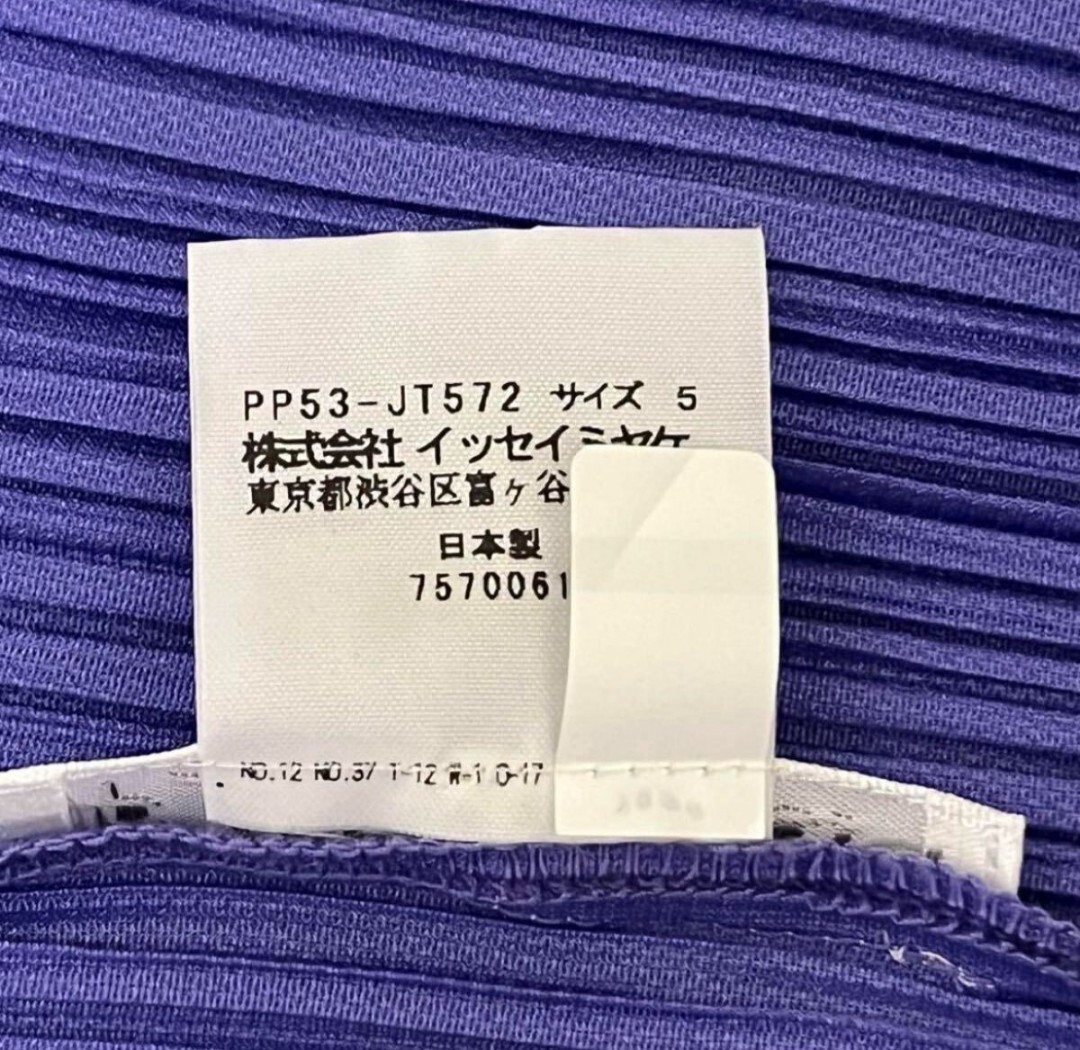 PP53-JT572 サイズ 5
株式会社 イッセイミヤケ
東京都渋谷区富ヶ谷
日本製
7570061
NO.12 NO.37 T-12 W-1 O-17